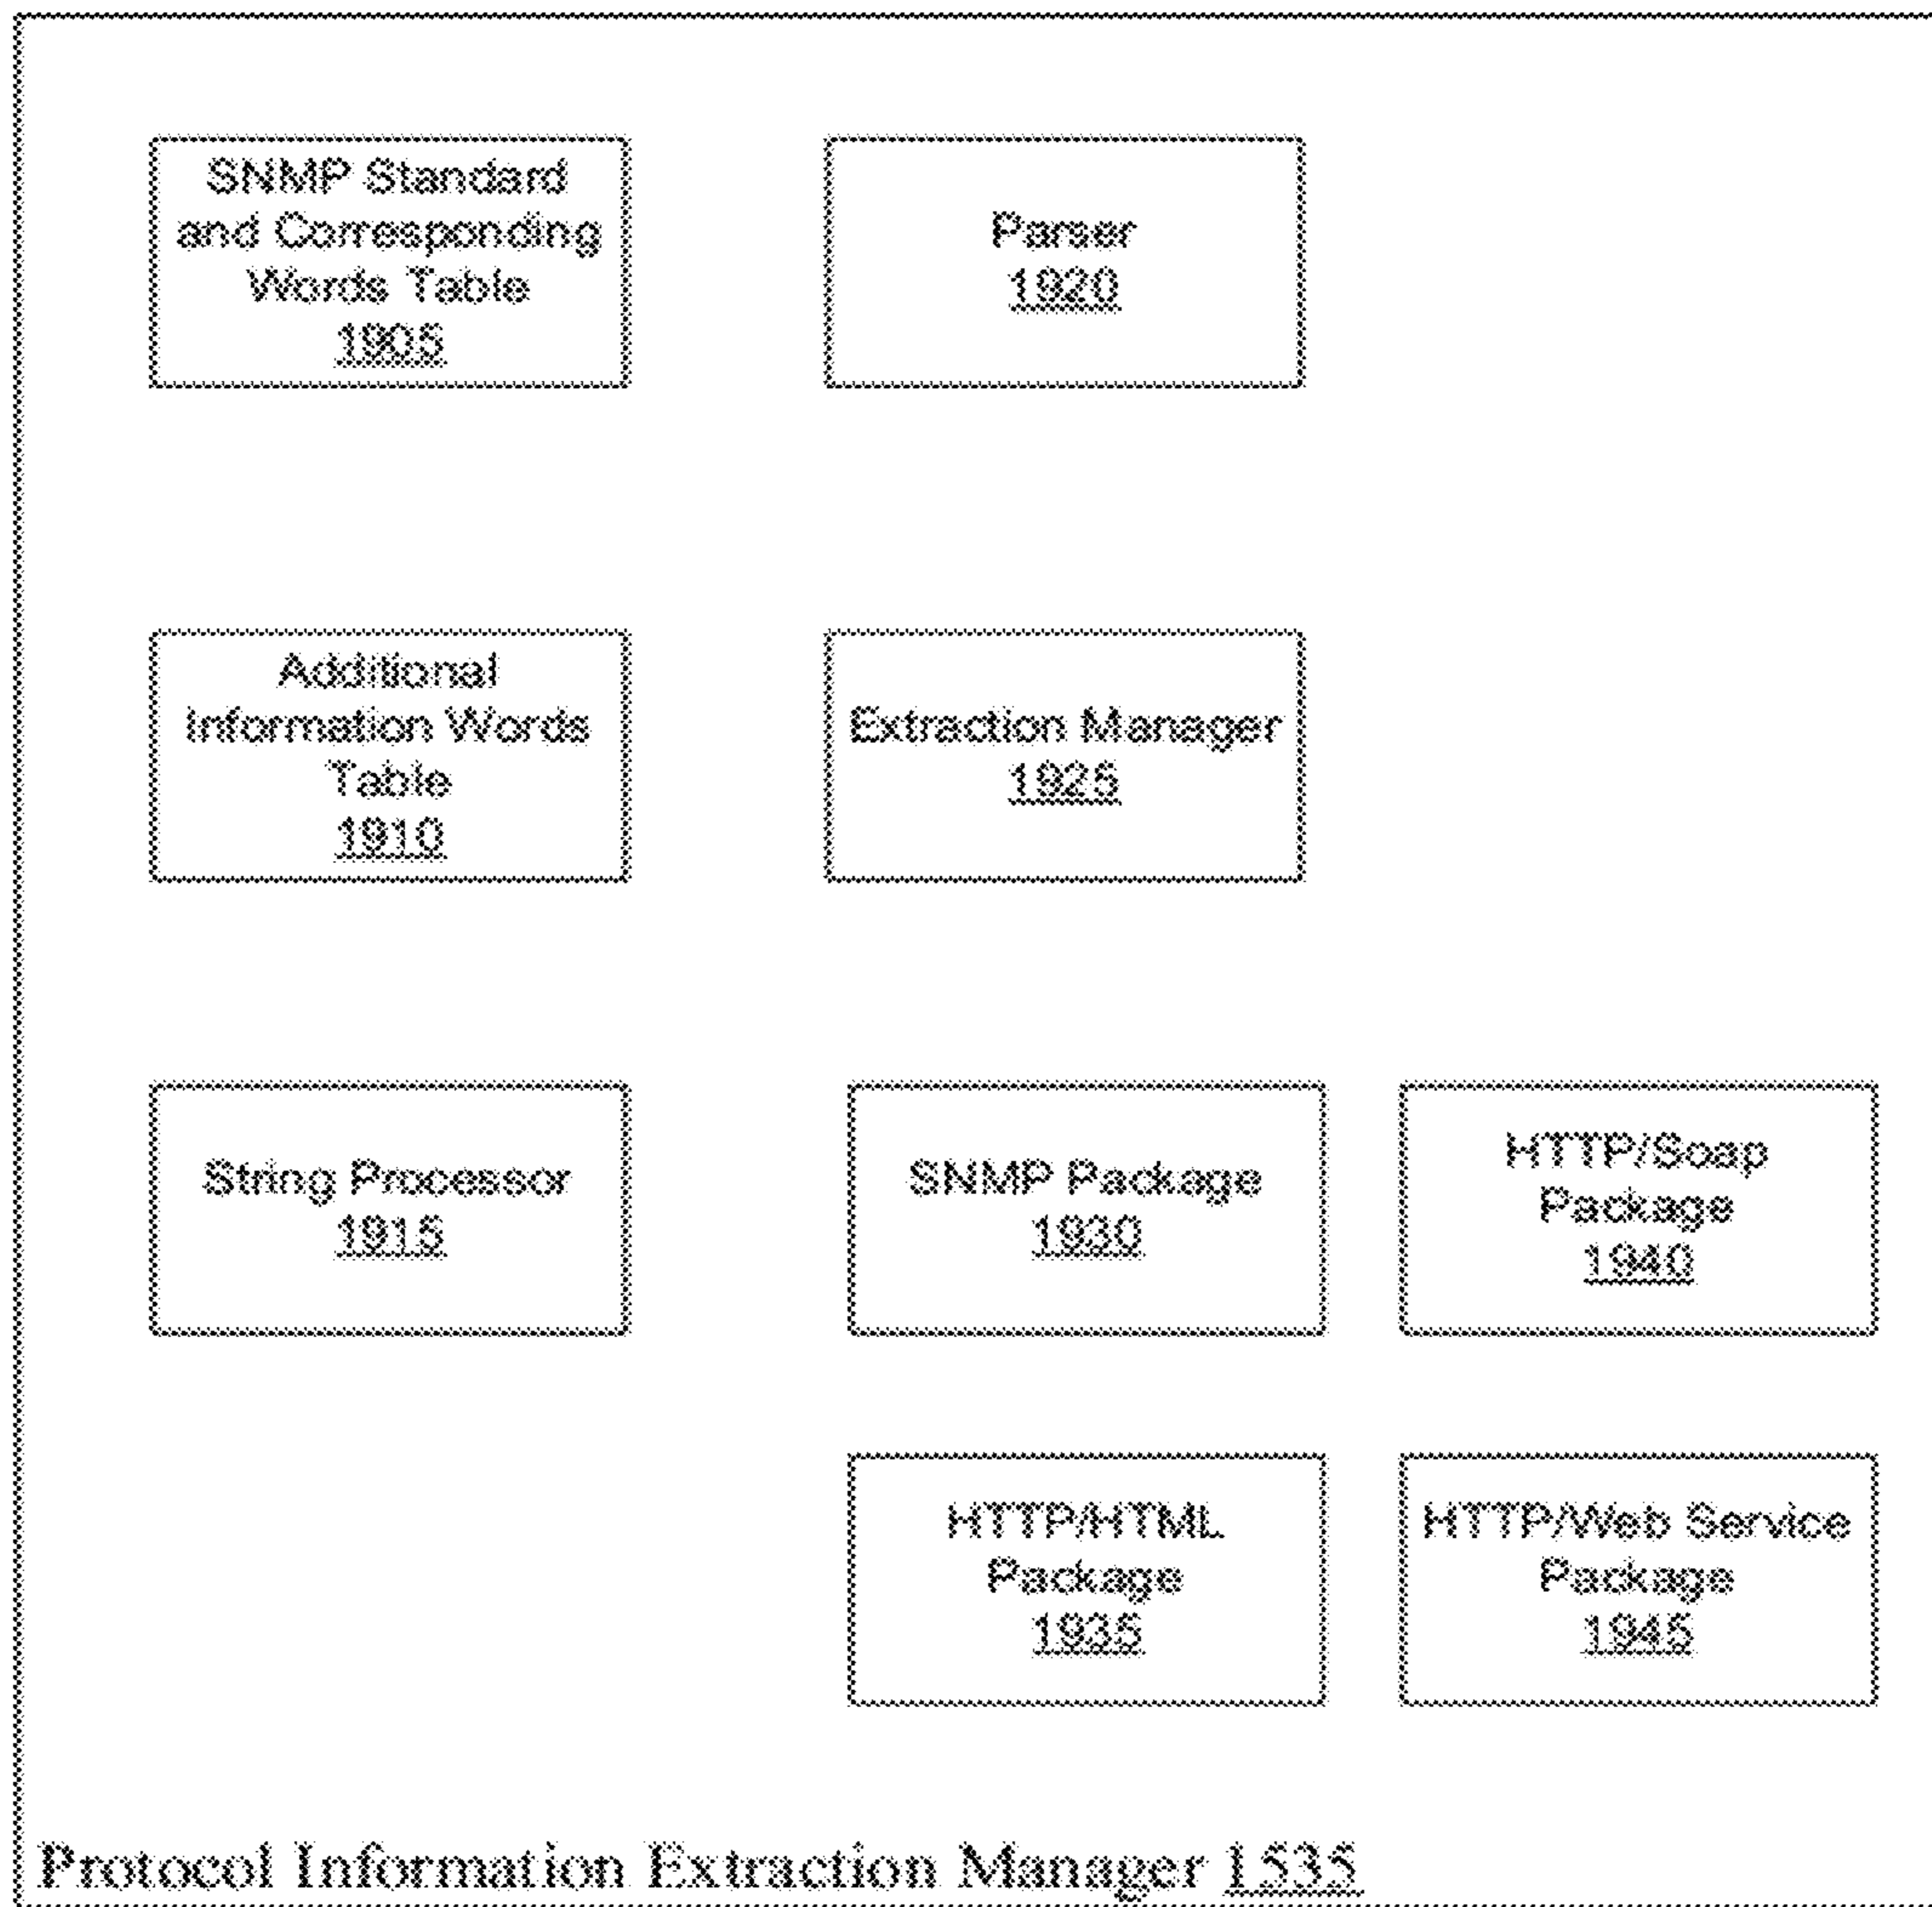 SNMP Standard
and Corresponding
Words Table
1905
Parser
1920
Additional
Information Words
Table
1910
Extraction Manager
1925
String Processor
1915
SNMP Package
1930
HTTP/Soap
Package
1940
HTTP/HTML
Package
1935
HTTP/Web Service
Package
1945
Protocol Information Extraction Manager 1535